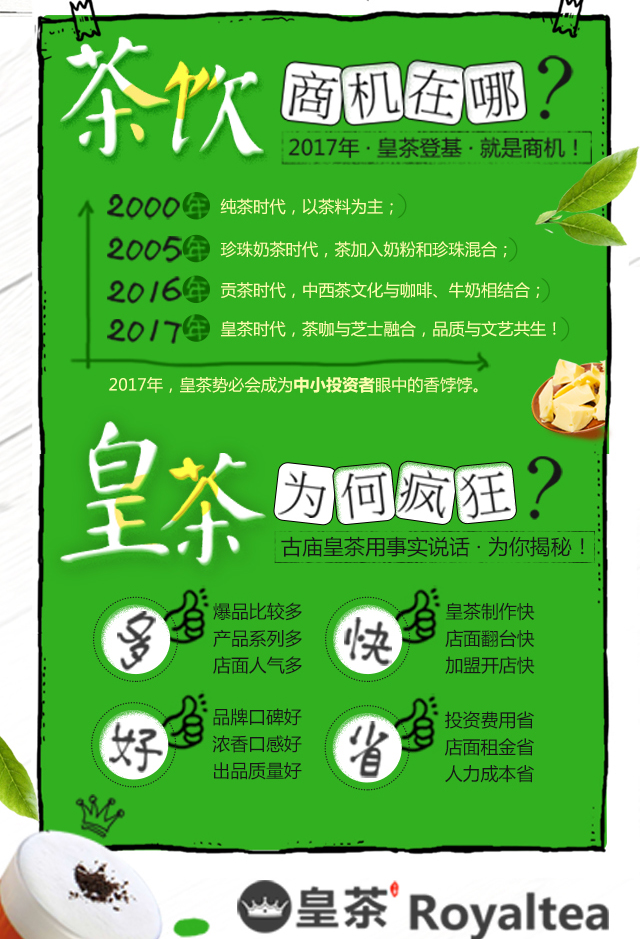 茶饮 商机在哪?
2017年·皇茶登基·就是商机！
2000年 纯茶时代，以茶料为主；
2005年 珍珠奶茶时代，茶加入奶粉和珍珠混合；
2016年 贡茶时代，中西茶文化与咖啡、牛奶相结合；
2017年 皇茶时代，茶咖与芝士融合，品质与文艺共生！
2017年，皇茶势必会成为中小投资者眼中的香饽饽。
皇茶 为何疯狂?
古庙皇茶用事实说话·为你揭秘！
多
爆品比较多
产品系列多
店面人气多
快
皇茶制作快
店面翻台快
加盟开店快
好
品牌口碑好
浓香口感好
出品质量好
省
投资费用省
店面租金省
人力成本省
皇茶 Royaltea